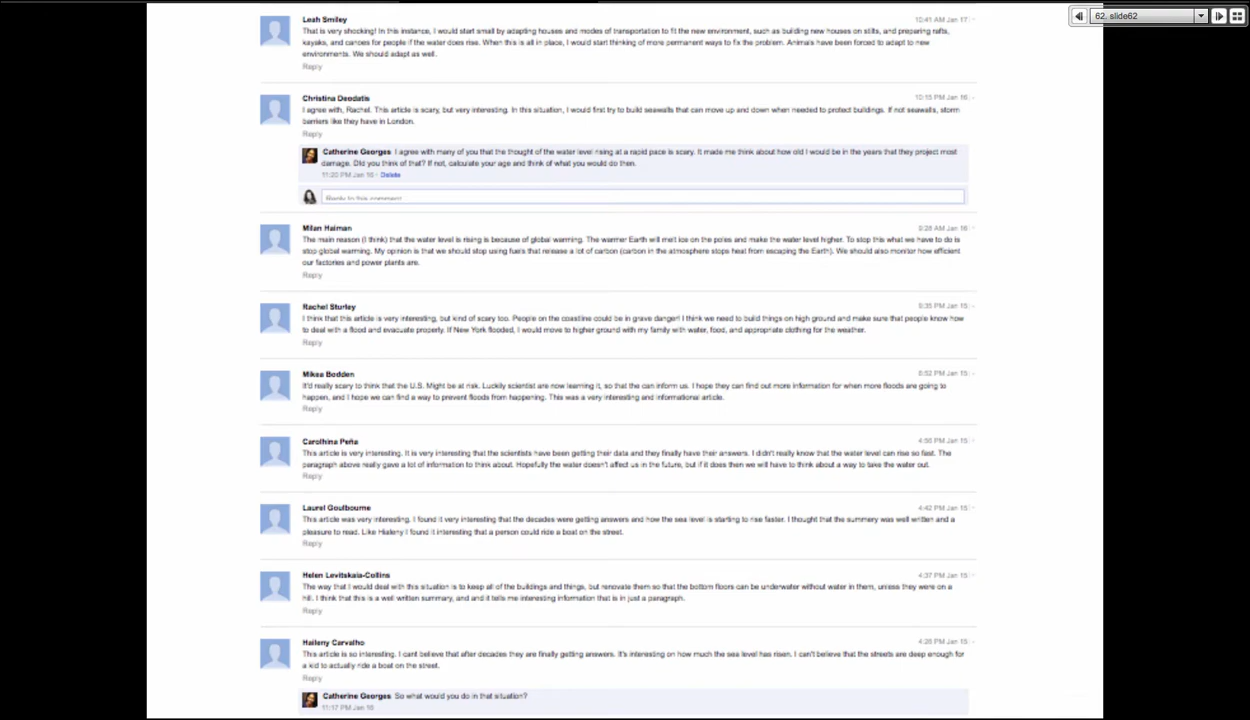 62. slide62
Leah Smiley
10:41 AM Jan 17
That is very shocking! In this instance, I would start small by adapting houses and modes of transportation to fit the new environment, such as building new houses on stilts, and preparing rafts,
kayaks, and canoes for people if the water does rise. When this is all in place, I would start thinking of more permanent ways to fix the problem. Animals have been forced to adapt to new
environments. We should adapt as well.
Reply
Christina Deodatis
10:15 PM Jan 16
I agree with, Rachel. This article is scary, but very interesting. In this situation, I would first try to build seawalls that can move up and down when needed to protect buildings. If not seawalls, storm
barriers like they have in London.
Reply
Catherine Georges I agree with many of you that the thought of the water level rising at a rapid pace is scary. It made me think about how old I would be in the years that they project most
damage. Did you think of that? If not, calculate your age and think of what you would do then.
11:20 PM Jan 16 · Delete
Reply to this comment
Milan Haiman
The main reason (I think) that the water level is rising is because of global warming. The warmer Earth will melt ice on the poles and make the water level higher. To stop this what we have to do is
stop global warming. My opinion is that we should stop using fuels that release a lot of carbon (carbon in the atmosphere stops heat from escaping the Earth). We should also monitor how efficient
our factories and power plants are.
Reply
Rachel Sturley
I think that this article is very interesting, but kind of scary too. People on the coastline could be in grave danger! I think we need to build things on high ground and make sure that people know how
to deal with a flood and evacuate properly. If New York flooded, I would move to higher ground with my family with water, food, and appropriate clothing for the weather.
Reply
Mikea Bodden
It'd really scary to think that the U.S. Might be at risk. Luckily scientist are now learning it, so that the can inform us. I hope they can find out more information for when more floods are going to
happen, and I hope we can find a way to prevent floods from happening. This was a very interesting and informational article.
Reply
Carolhina Peña
This article is very interesting. It is very interesting that the scientists have been getting their data and they finally have their answers. I didn't really know that the water level can rise so fast. The
paragraph above really gave a lot of information to think about. Hopefully the water doesn't affect us in the future, but if it does then we will have to think about a way to take the water out.
Reply
Laurel Goulbourne
4:42 PM Jan 15
This article was very interesting. I found it very interesting that the decades were getting answers and how the sea level is starting to rise faster. I thought that the summery was well written and a
pleasure to read. Like Hialeny I found it interesting that a person could ride a boat on the street.
Reply
Helen Levitskaia-Collins
4:37 PM Jan 15
The way that I would deal with this situation is to keep all of the buildings and things, but renovate them so that the bottom floors can be underwater without water in them, unless they were on a
hill. I think that this is a well written summary, and and it tells me interesting information that is in just a paragraph.
Reply
Haileny Carvalho
This article is so interesting. I cant believe that after decades they are finally getting answers. It's interesting on how much the sea level has risen. I can't believe that the streets are deep enough for
a kid to actually ride a boat on the street.
Reply
Catherine Georges So what would you do in that situation?
11:17 PM Jan 16